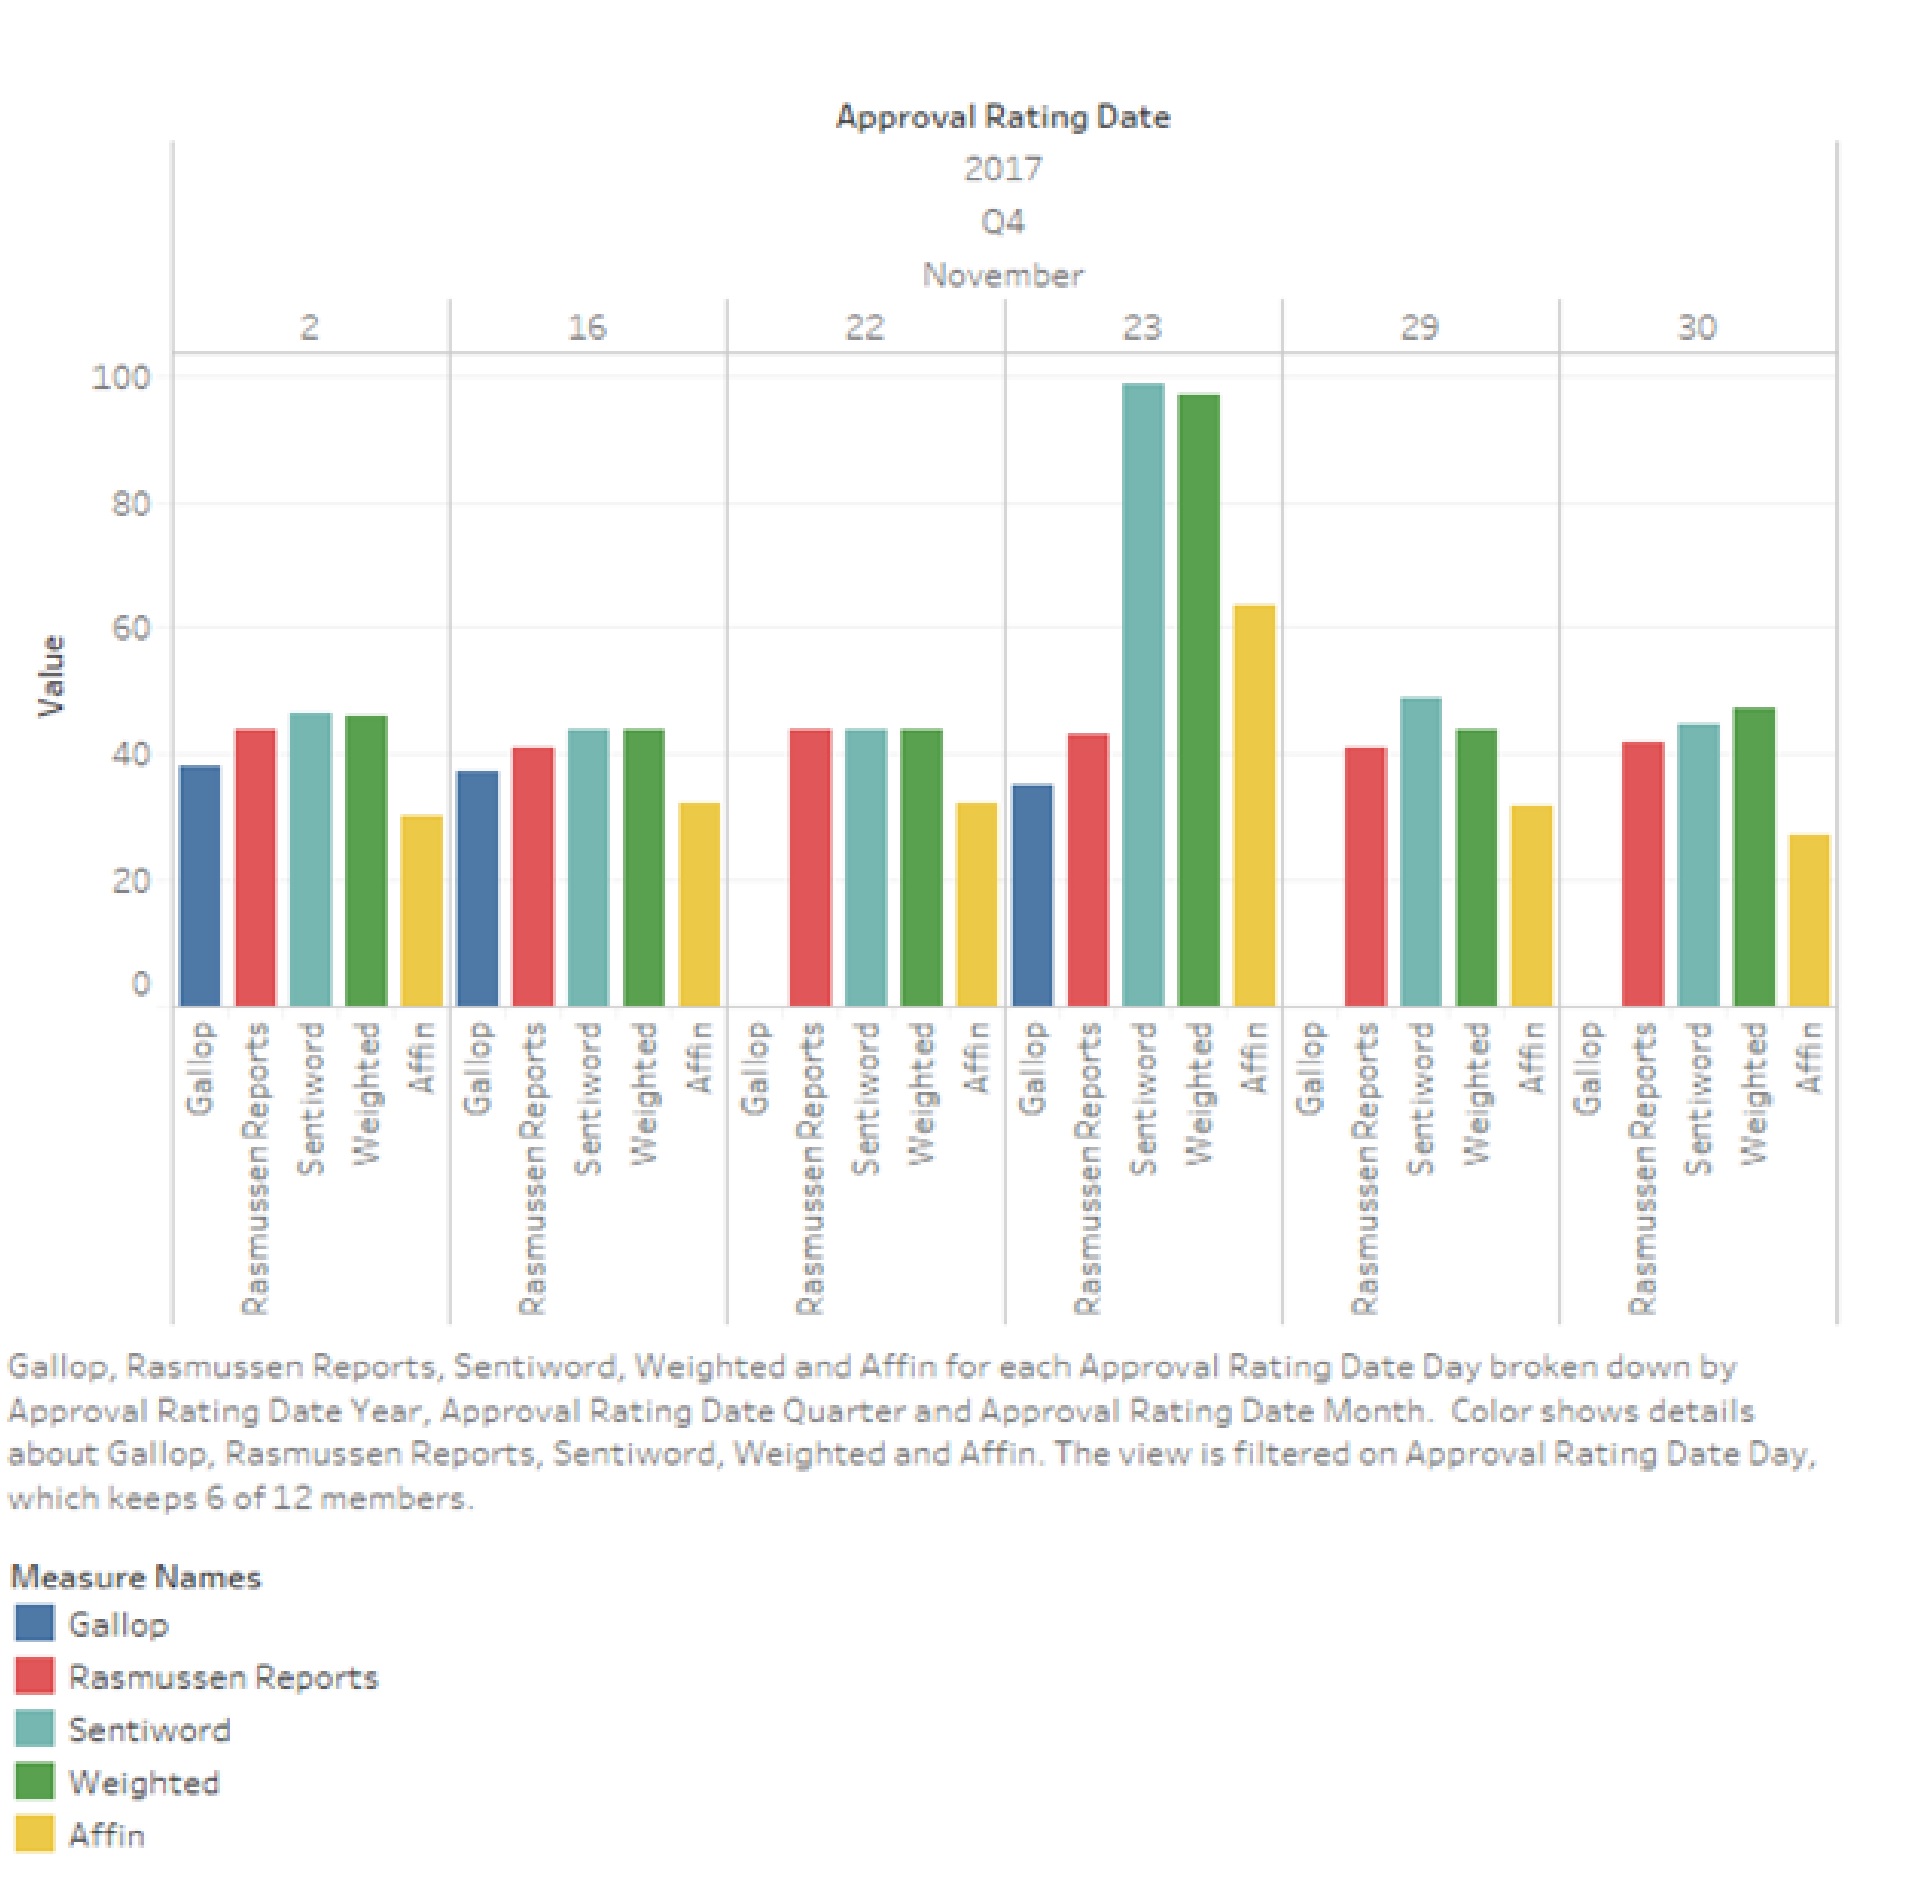 Approval Rating Date
2017
Q4
November
2 16 22 23 29 30
100
80
60
40
20
0
Value
Gallop Rasmussen Reports Sentiword Weighted Affin Gallop Rasmussen Reports Sentiword Weighted Affin Gallop Rasmussen Reports Sentiword Weighted Affin Gallop Rasmussen Reports Sentiword Weighted Affin Gallop Rasmussen Reports Sentiword Weighted Affin Gallop Rasmussen Reports Sentiword Weighted Affin
Gallop, Rasmussen Reports, Sentiword, Weighted and Affin for each Approval Rating Date Day broken down by
Approval Rating Date Year, Approval Rating Date Quarter and Approval Rating Date Month.  Color shows details
about Gallop, Rasmussen Reports, Sentiword, Weighted and Affin. The view is filtered on Approval Rating Date Day,
which keeps 6 of 12 members.
Measure Names
Gallop
Rasmussen Reports
Sentiword
Weighted
Affin